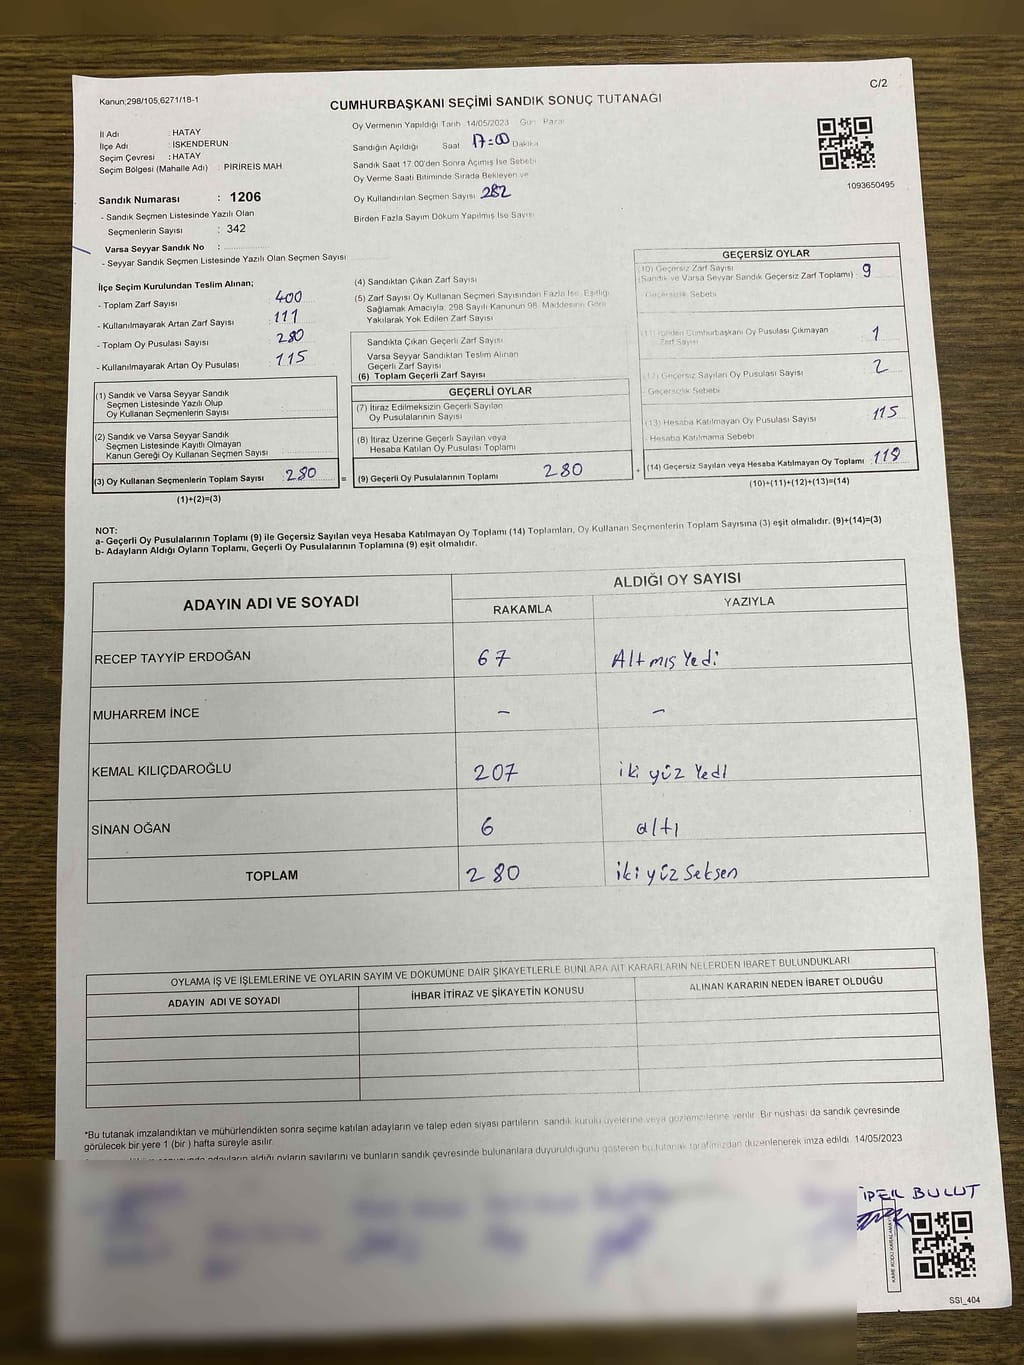 Kanun;298/105,6271/18-1
C/2
CUMHURBAŞKANI SEÇİMİ SANDIK SONUÇ TUTANAĞI
İl Adı : HATAY
İlçe Adı : İSKENDERUN
Seçim Çevresi : HATAY
Seçim Bölgesi (Mahalle Adı) : PİRİREİS MAH
Oy Vermenin Yapıldığı Tarih :14/05/2023 Gün Pazar
Sandığın Açıldığı Saat 17:00 Dakika
Sandık Saat 17.00'den Sonra Açımış İse Sebebi
Oy Verme Saati Bitiminde Sırada Bekleyen ve
Oy Kullandırılan Seçmen Sayısı 282
Birden Fazla Sayım Döküm Yapılmış İse Sayısı
1093650495
Sandık Numarası : 1206
- Sandık Seçmen Listesinde Yazılı Olan
Seçmenlerin Sayısı : 342
Varsa Seyyar Sandık No :
- Seyyar Sandık Seçmen Listesinde Yazılı Olan Seçmen Sayısı
İlçe Seçim Kurulundan Teslim Alınan;
- Toplam Zarf Sayısı 400
- Kullanılmayarak Artan Zarf Sayısı 111
- Toplam Oy Pusulası Sayısı 280
- Kullanılmayarak Artan Oy Pusulası 115
(1) Sandık ve Varsa Seyyar Sandık
Seçmen Listesinde Yazılı Olup
Oy Kullanan Seçmenlerin Sayısı :
(2) Sandık ve Varsa Seyyar Sandık
Seçmen Listesinde Kayıtlı Olmayan
Kanun Gereği Oy Kullanan Seçmen Sayısı :
(3) Oy Kullanan Seçmenlerin Toplam Sayısı : 280 =
(1)+(2)=(3)
(4) Sandıktan Çıkan Zarf Sayısı
(5) Zarf Sayısı Oy Kullanan Seçmen Sayısından Fazla İse, Eşitliği
Sağlamak Amacıyla; 298 Sayılı Kanunun 98. Maddesine Göre
Yakılarak Yok Edilen Zarf Sayısı
Sandıkta Çıkan Geçerli Zarf Sayısı
Varsa Seyyar Sandıktan Teslim Alınan
Geçerli Zarf Sayısı
(6) Toplam Geçerli Zarf Sayısı
GEÇERLİ OYLAR
(7) İtiraz Edilmeksizin Geçerli Sayılan
Oy Pusulalarının Sayısı
(8) İtiraz Üzerine Geçerli Sayılan veya
Hesaba Katılan Oy Pusulası Toplamı
(9) Geçerli Oy Pusulalarının Toplamı 280 +
GEÇERSİZ OYLAR
(10) Geçersiz Zarf Sayısı
(Sandık ve Varsa Seyyar Sandık Geçersiz Zarf Toplamı) : 9
Geçersizlik Sebebi
(11) İçinden Cumhurbaşkanı Oy Pusulası Çıkmayan
Zarf Sayısı 1
(12) Geçersiz Sayılan Oy Pusulası Sayısı 2
Geçersizlik Sebebi
(13) Hesaba Katılmayan Oy Pusulası Sayısı 115
Hesaba Katılmama Sebebi
(14) Geçersiz Sayılan veya Hesaba Katılmayan Oy Toplamı : 118
(10)+(11)+(12)+(13)=(14)
NOT:
a- Geçerli Oy Pusulalarının Toplamı (9) ile Geçersiz Sayılan veya Hesaba Katılmayan Oy Toplamı (14) Toplamları, Oy Kullanan Seçmenlerin Toplam Sayısına (3) eşit olmalıdır. (9)+(14)=(3)
b- Adayların Aldığı Oyların Toplamı, Geçerli Oy Pusulalarının Toplamına (9) eşit olmalıdır.
ADAYIN ADI VE SOYADI
ALDIĞI OY SAYISI
RAKAMLA YAZIYLA
RECEP TAYYİP ERDOĞAN 67 Altmış Yedi
MUHARREM İNCE - -
KEMAL KILIÇDAROĞLU 207 iki yüz Yedi
SİNAN OĞAN 6 altı
TOPLAM 280 iki yüz Seksen
OYLAMA İŞ VE İŞLEMLERİNE VE OYLARIN SAYIM VE DÖKÜMÜNE DAİR ŞİKAYETLERLE BUNLARA AİT KARARLARIN NELERDEN İBARET BULUNDUKLARI
ADAYIN ADI VE SOYADI İHBAR İTİRAZ VE ŞİKAYETİN KONUSU ALINAN KARARIN NEDEN İBARET OLDUĞU
*Bu tutanak imzalandıktan ve mühürlendikten sonra seçime katılan adayların ve talep eden siyasi partilerin sandık kurulu üyelerine veya gözlemcilerine verilir. Bir nüshası da sandık çevresinde
görülecek bir yere 1 (bir ) hafta süreyle asılır.
adayların aldığı oyların sayılarını ve bunların sandık çevresinde bulunanlara duyurulduğunu gösteren bu tutanak tarafımızdan düzenlenerek imza edildi. 14/05/2023
İPEK BULUT
KARE KODU KARALAMAYINIZ
SSI_404